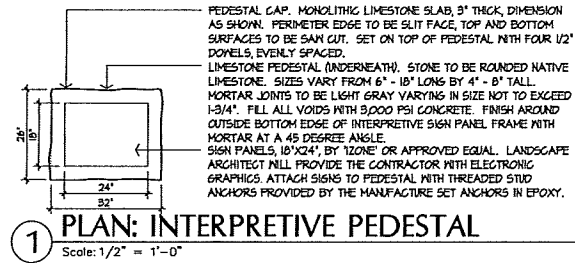 PEDESTAL CAP. MONOLITHIC LIMESTONE SLAB, 3" THICK, DIMENSION
AS SHOWN. PERIMETER EDGE TO BE SLIT FACE, TOP AND BOTTOM
SURFACES TO BE SAW CUT. SET ON TOP OF PEDESTAL WITH FOUR 1/2"
DOWELS, EVENLY SPACED.
LIMESTONE PEDESTAL (UNDERNEATH). STONE TO BE ROUNDED NATIVE
LIMESTONE. SIZES VARY FROM 6" - 18" LONG BY 4" - 8" TALL.
MORTAR JOINTS TO BE LIGHT GRAY VARYING IN SIZE NOT TO EXCEED
1-3/4". FILL ALL VOIDS WITH 3,000 PSI CONCRETE. FINISH AROUND
OUTSIDE BOTTOM EDGE OF INTERPRETIVE SIGN PANEL FRAME WITH
MORTAR AT A 45 DEGREE ANGLE.
SIGN PANELS, 18"X24", BY 'IZONE' OR APPROVED EQUAL. LANDSCAPE
ARCHITECT WILL PROVIDE THE CONTRACTOR WITH ELECTRONIC
GRAPHICS. ATTACH SIGNS TO PEDESTAL WITH THREADED STUD
ANCHORS PROVIDED BY THE MANUFACTURE SET ANCHORS IN EPOXY.
26"
18"
24"
32"
1 PLAN: INTERPRETIVE PEDESTAL
Scale: 1/2" = 1'-0"